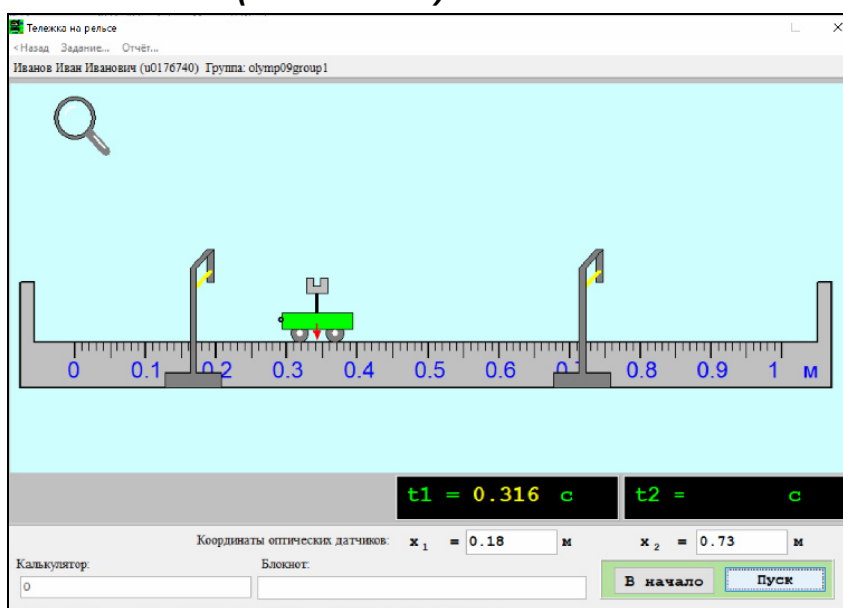 Тележка на рельсе
<Назад Задание... Отчёт...
Иванов Иван Иванович (u0176740) Группа: olymp09group1
0 0.1 0.2 0.3 0.4 0.5 0.6 0.7 0.8 0.9 1 м
t1 = 0.316 с t2 = с
Координаты оптических датчиков: x1 = 0.18 м x2 = 0.73 м
Калькулятор: Блокнот:
0 В начало Пуск